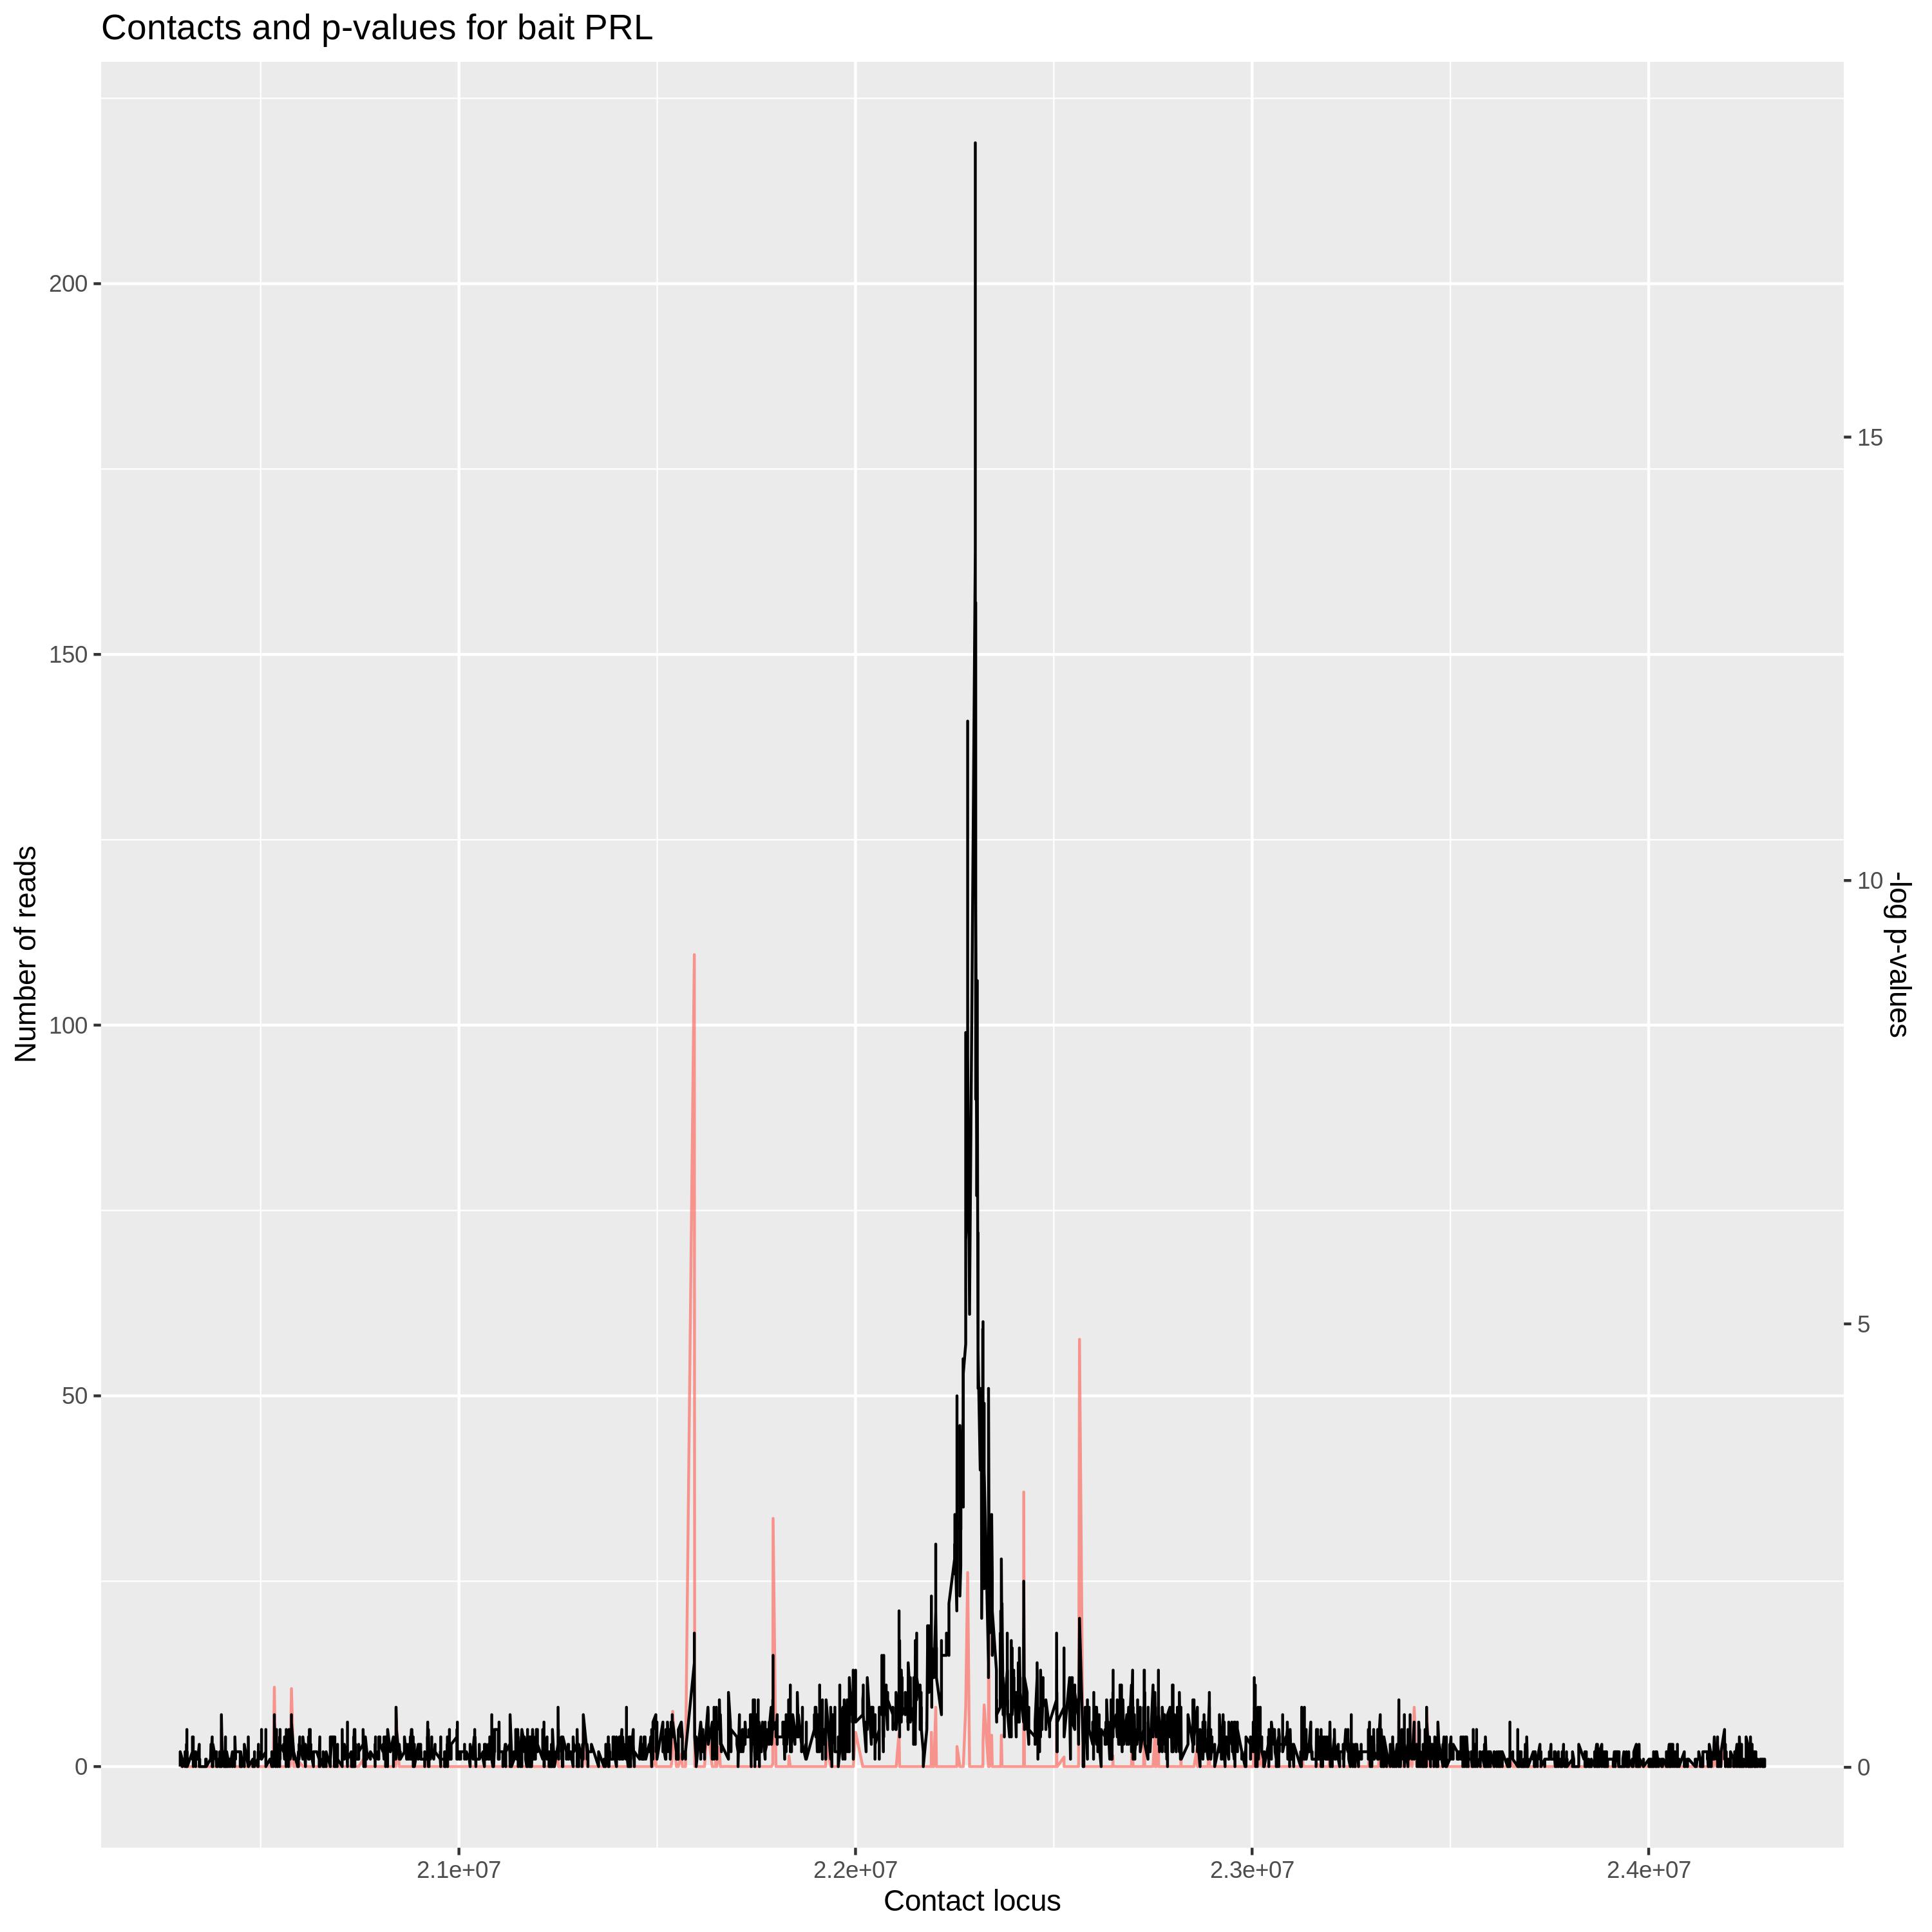 Contacts and p-values for bait PRL
200
150
100
50
0
Number of reads
15
10
5
0
-log p-values
2.1e+07 2.2e+07 2.3e+07 2.4e+07
Contact locus